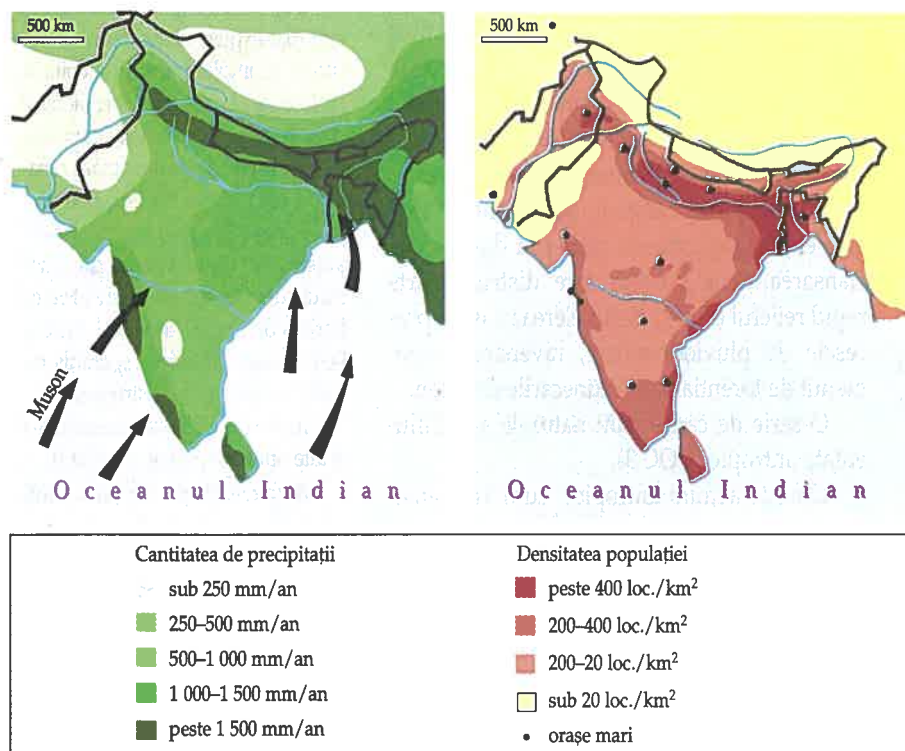 500 km
Muson
Oceanul Indian
500 km
Oceanul Indian
Cantitatea de precipitații
sub 250 mm/an
250–500 mm/an
500–1 000 mm/an
1 000–1 500 mm/an
peste 1 500 mm/an
Densitatea populației
peste 400 loc./km²
200–400 loc./km²
200–20 loc./km²
sub 20 loc./km²
orașe mari